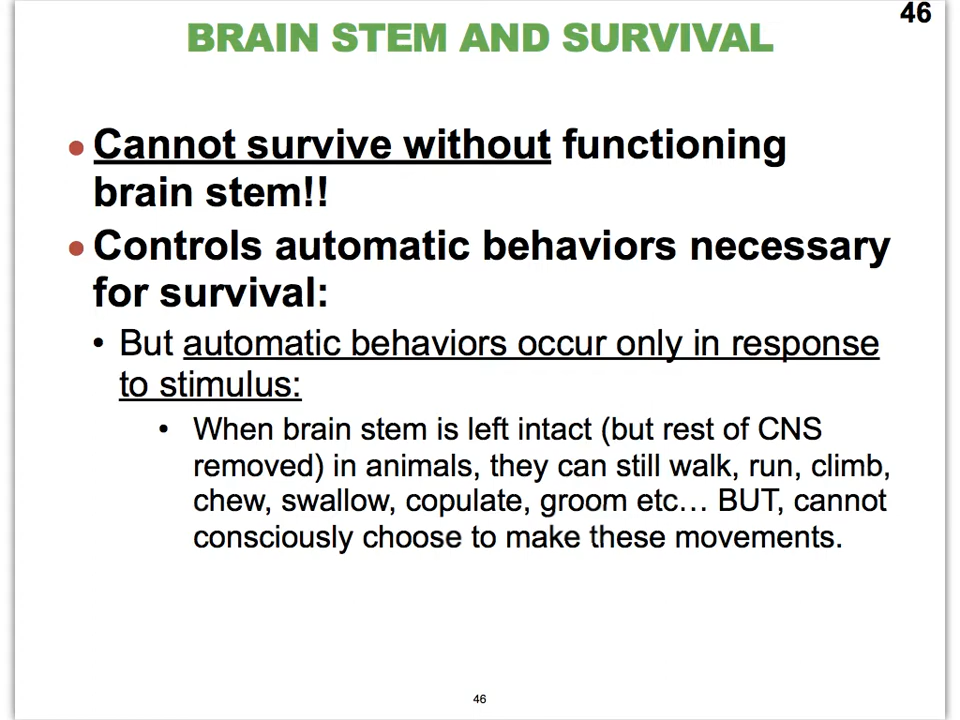 46
BRAIN STEM AND SURVIVAL
• Cannot survive without functioning
brain stem!!
• Controls automatic behaviors necessary
for survival:
• But automatic behaviors occur only in response
to stimulus:
• When brain stem is left intact (but rest of CNS
removed) in animals, they can still walk, run, climb,
chew, swallow, copulate, groom etc… BUT, cannot
consciously choose to make these movements.
46